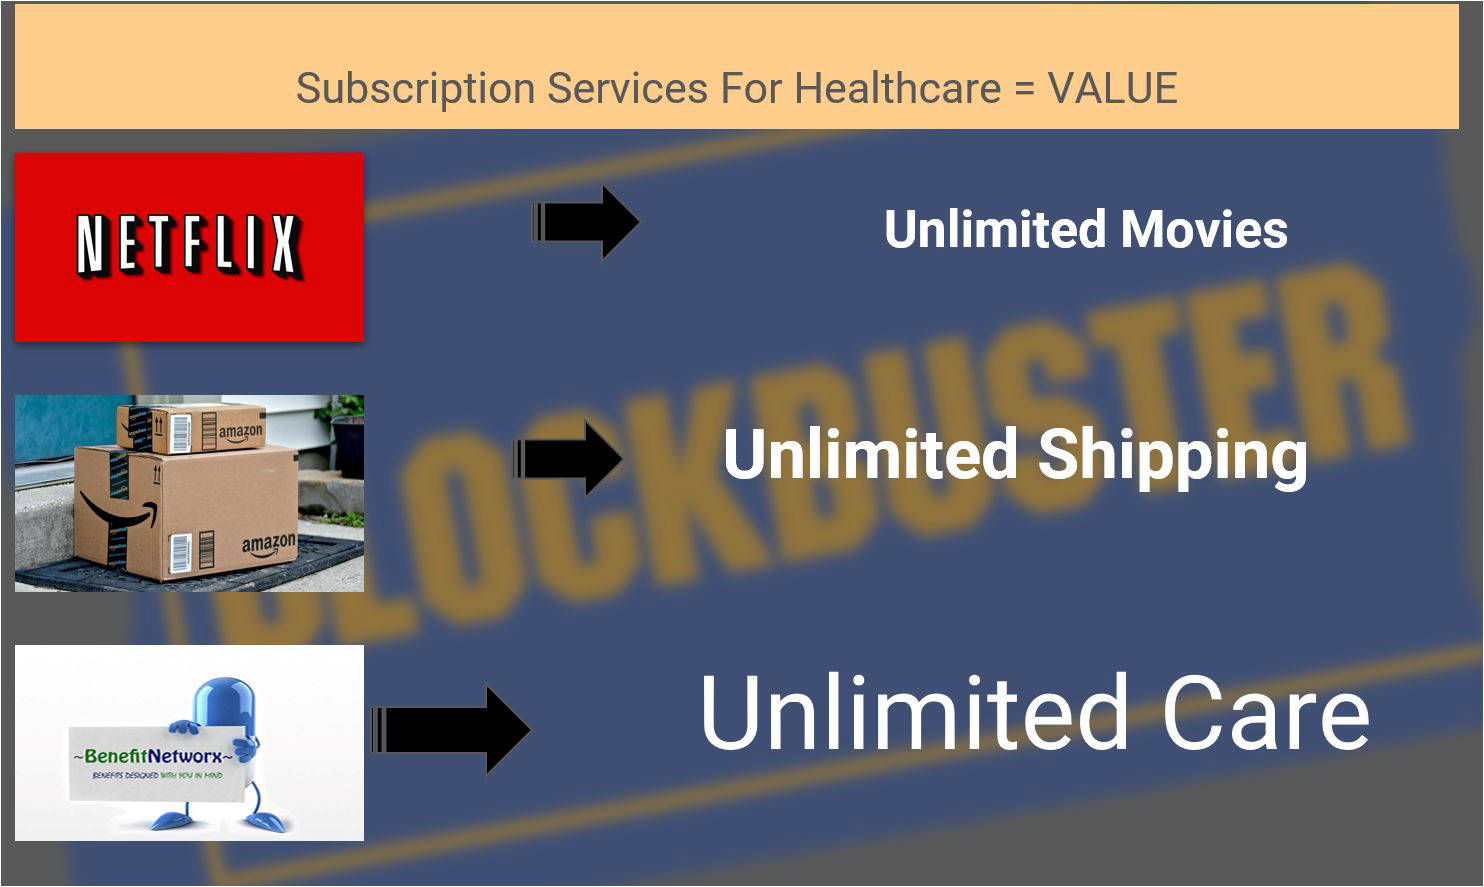 Subscription Services For Healthcare = VALUE
NETFLIX
Unlimited Movies
amazon
amazon
Unlimited Shipping
BLOCKBUSTER
~BenefitNetworx~
BENEFITS DESIGNED WITH YOU IN MIND
Unlimited Care